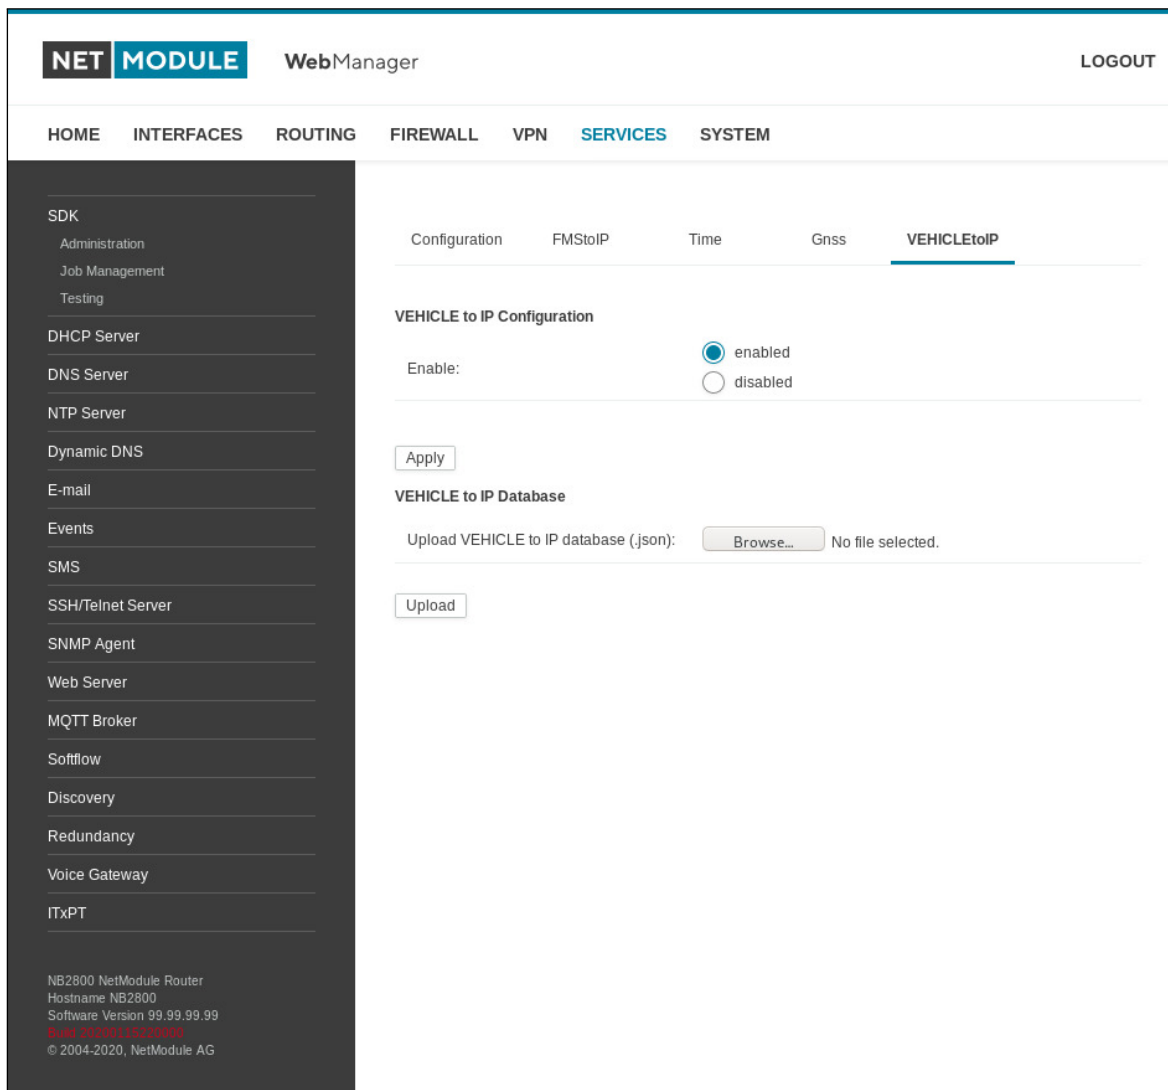 NET MODULE WebManager LOGOUT
HOME INTERFACES ROUTING FIREWALL VPN SERVICES SYSTEM
SDK
Administration
Job Management
Testing
DHCP Server
DNS Server
NTP Server
Dynamic DNS
E-mail
Events
SMS
SSH/Telnet Server
SNMP Agent
Web Server
MQTT Broker
Softflow
Discovery
Redundancy
Voice Gateway
ITxPT
NB2800 NetModule Router
Hostname NB2800
Software Version 99.99.99.99
Build
© 2004-2020, NetModule AG
Configuration FMStoIP Time Gnss VEHICLEtoIP
VEHICLE to IP Configuration
Enable: enabled
disabled
Apply
VEHICLE to IP Database
Upload VEHICLE to IP database (.json): Browse... No file selected.
Upload